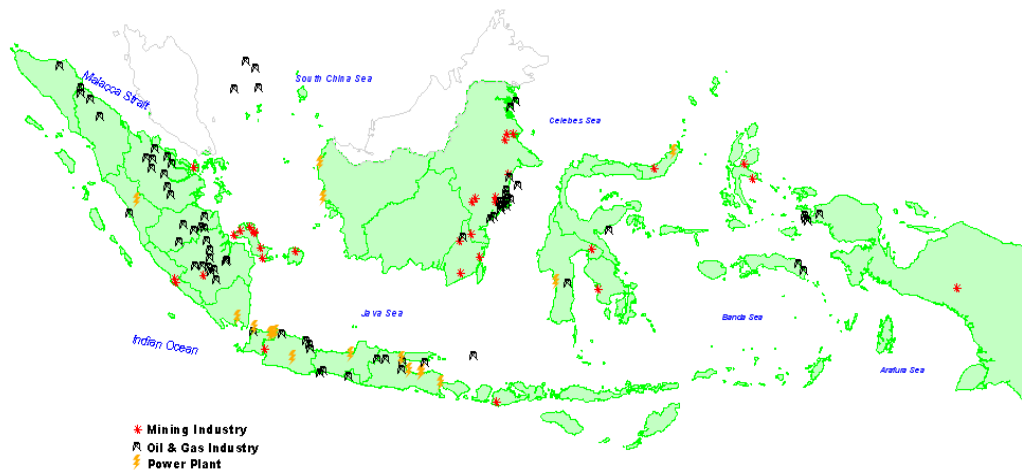 South China Sea
Malacca Strait
Celebes Sea
Java Sea
Banda Sea
Indian Ocean
Arafura Sea
Mining Industry
Oil & Gas Industry
Power Plant